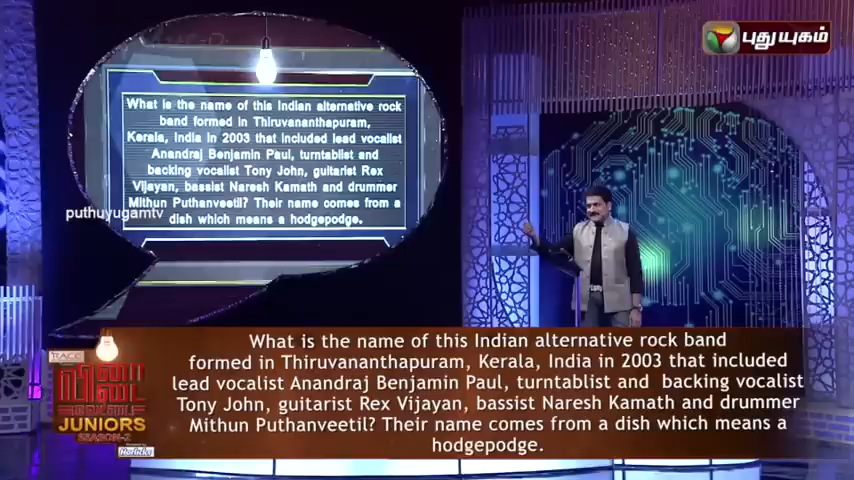 What is the name of this Indian alternative rock
band formed in Thiruvananthapuram,
Kerala, India in 2003 that included lead vocalist
Anandraj Benjamin Paul, turntablist and
backing vocalist Tony John, guitarist Rex
Vijayan, bassist Naresh Kamath and drummer
Mithun Puthanveetil? Their name comes from a
dish which means a hodgepodge.
puthuyugamtv
புதுயுகம்
What is the name of this Indian alternative rock band
formed in Thiruvananthapuram, Kerala, India in 2003 that included
lead vocalist Anandraj Benjamin Paul, turntablist and backing vocalist
Tony John, guitarist Rex Vijayan, bassist Naresh Kamath and drummer
Mithun Puthanveetil? Their name comes from a dish which means a
hodgepodge.
RACC
வினா
விடை
வேட்டை
JUNIORS
SEASON-2
Horlicks